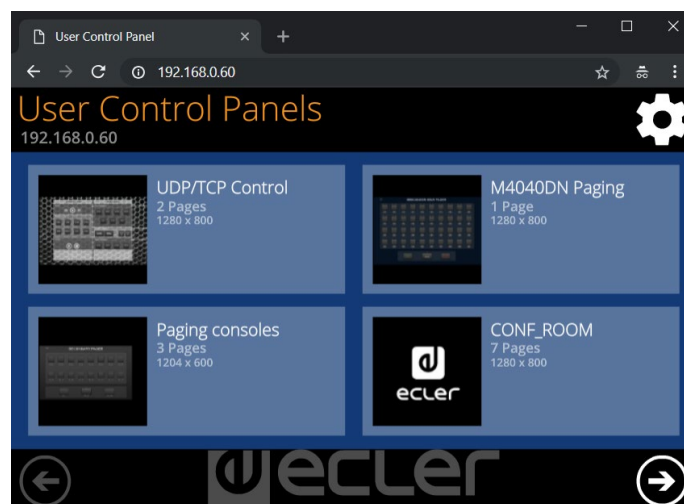 User Control Panel
192.168.0.60
User Control Panels
192.168.0.60
UDP/TCP Control
2 Pages
1280 x 800
M4040DN Paging
1 Page
1280 x 800
Paging consoles
3 Pages
1204 x 600
CONF_ROOM
7 Pages
1280 x 800
ecler
ecler